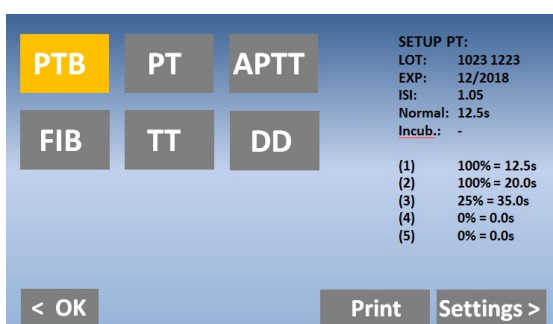 PTB PT APTT
FIB TT DD
SETUP PT:
LOT: 1023 1223
EXP: 12/2018
ISI: 1.05
Normal: 12.5s
Incub.: -
(1) 100% = 12.5s
(2) 100% = 20.0s
(3) 25% = 35.0s
(4) 0% = 0.0s
(5) 0% = 0.0s
< OK Print Settings >